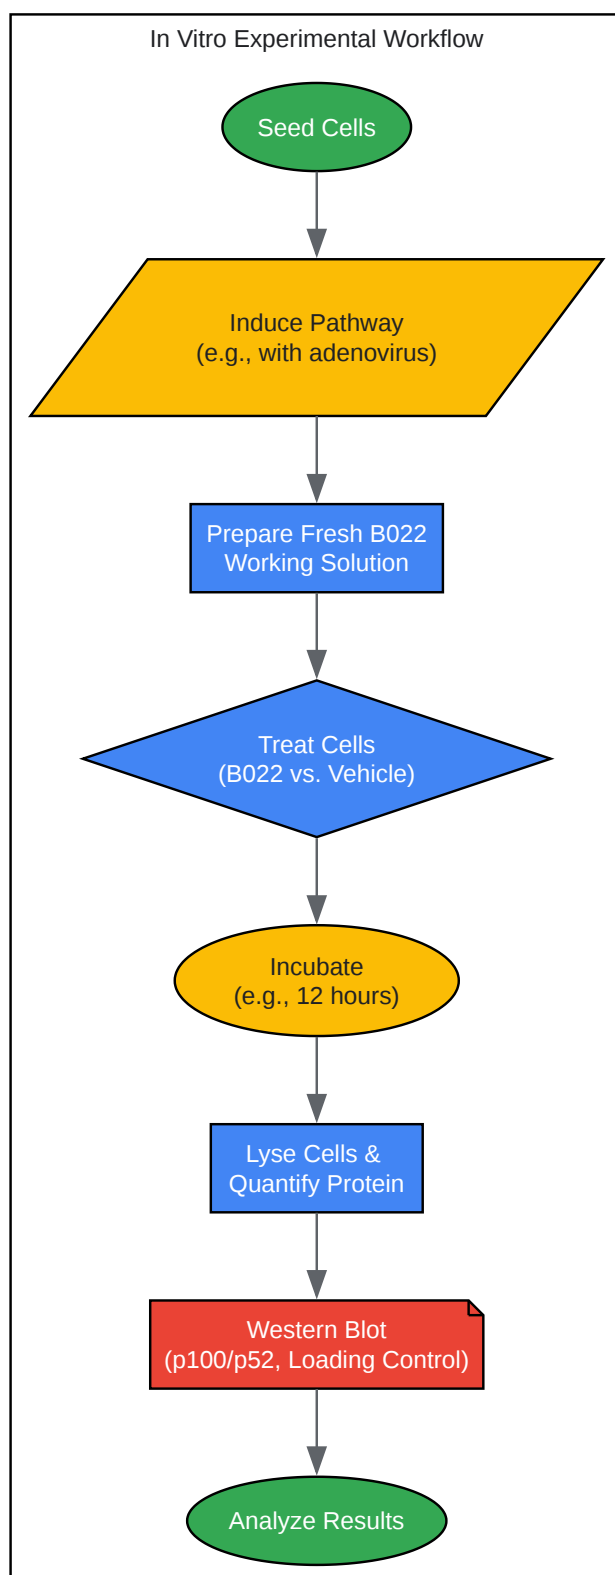 In Vitro Experimental Workflow
Seed Cells
Induce Pathway
(e.g., with adenovirus)
Prepare Fresh B022
Working Solution
Treat Cells
(B022 vs. Vehicle)
Incubate
(e.g., 12 hours)
Lyse Cells &
Quantify Protein
Western Blot
(p100/p52, Loading Control)
Analyze Results